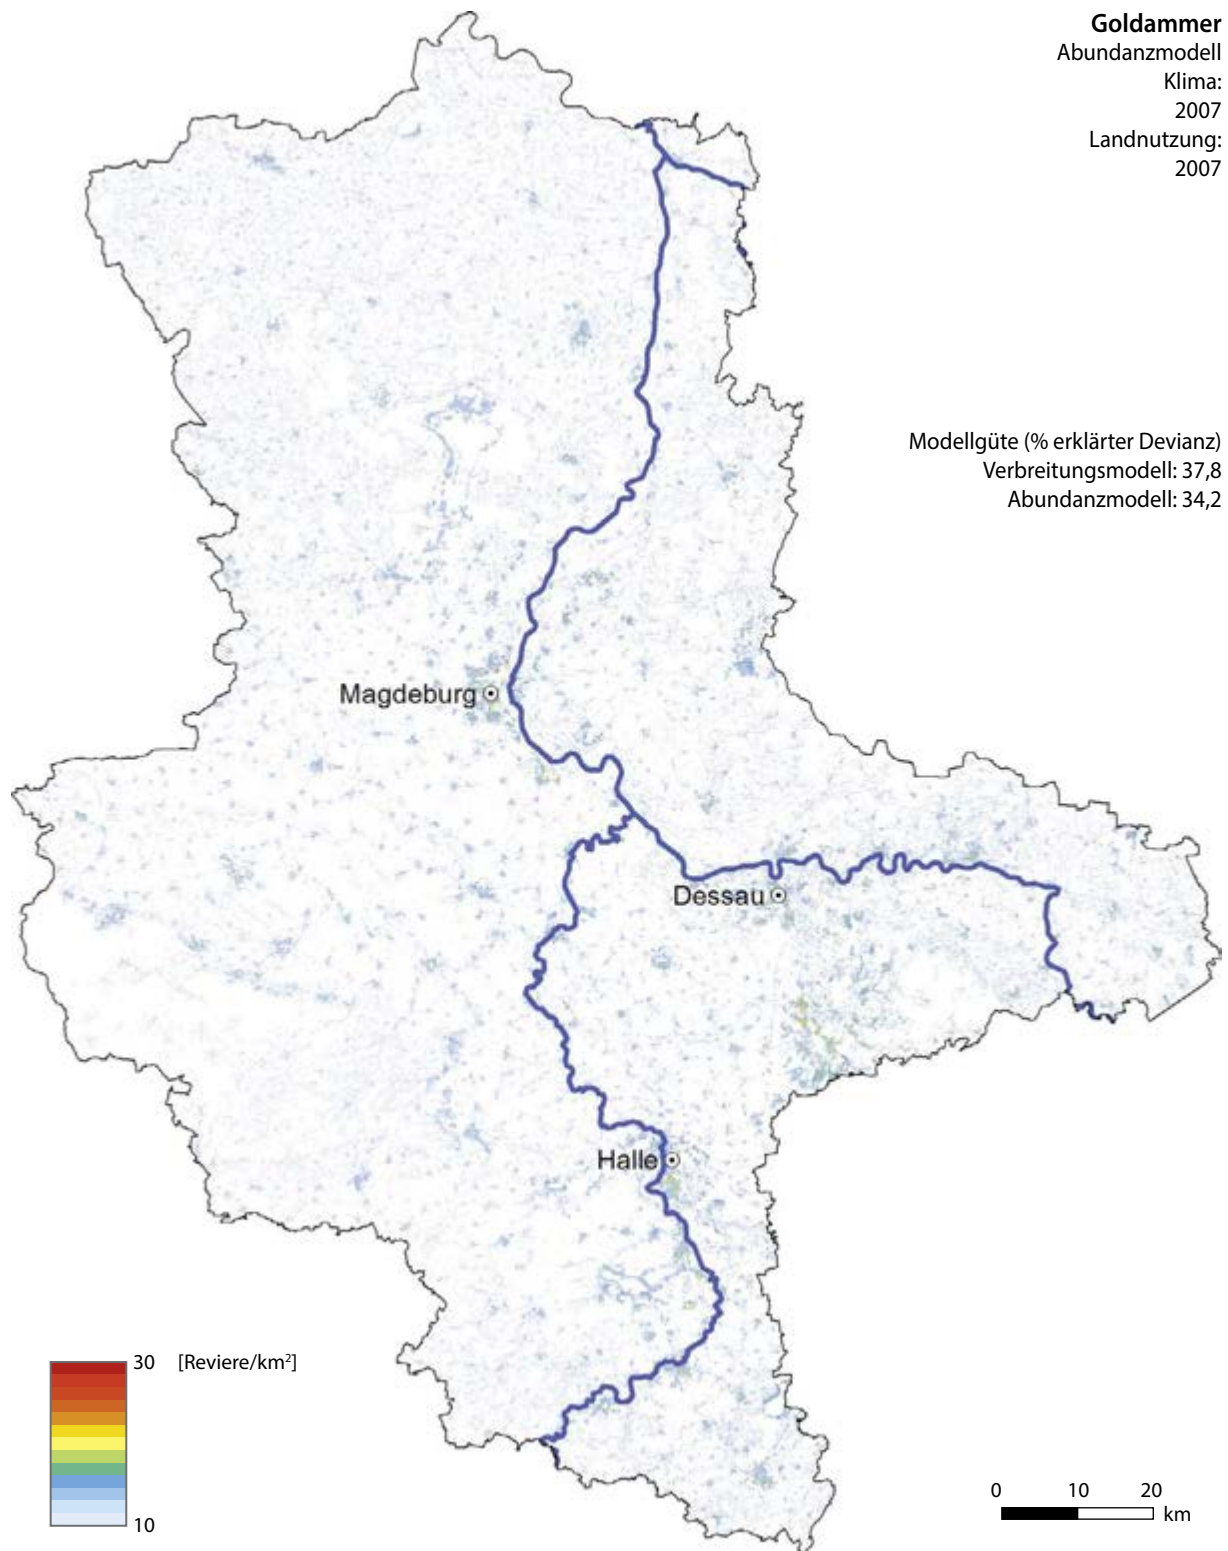 Goldammer
Abundanzmodell
Klima:
2007
Landnutzung:
2007
Modellgüte (% erklärter Devianz)
Verbreitungsmodell: 37,8
Abundanzmodell: 34,2
Magdeburg
Dessau
Halle
30 [Reviere/km²]
10
0 10 20
km